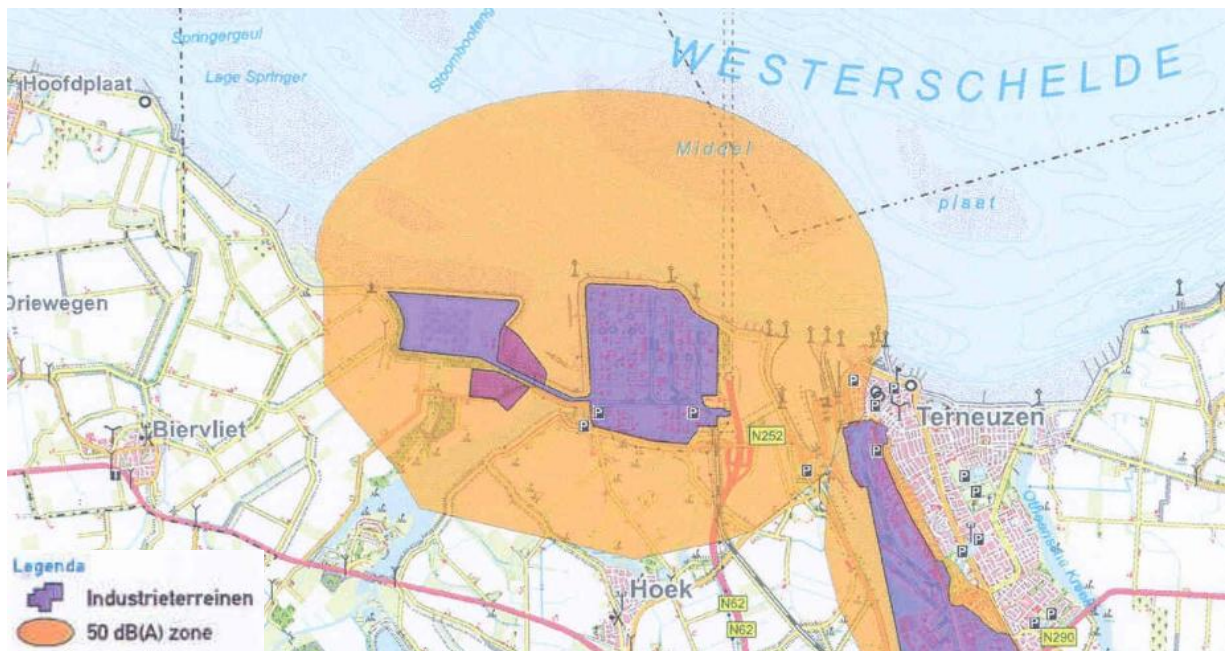 Springergeul
Lage Springer
Hoofdplaat
WESTERSCHELDE
Middel
plaat
Driewegen
Biervliet
Terneuzen
N252
Hoek
N62
N62
N290
P
P
P
P
P
P
P
P
P
P
P
P
P
P
Legenda
Industrieterreinen
50 dB(A) zone